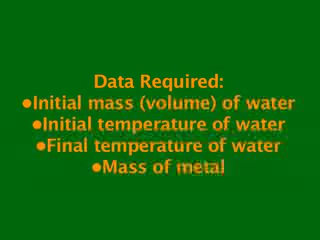 Data Required:
●Initial mass (volume) of water
●Initial temperature of water
●Final temperature of water
●Mass of metal